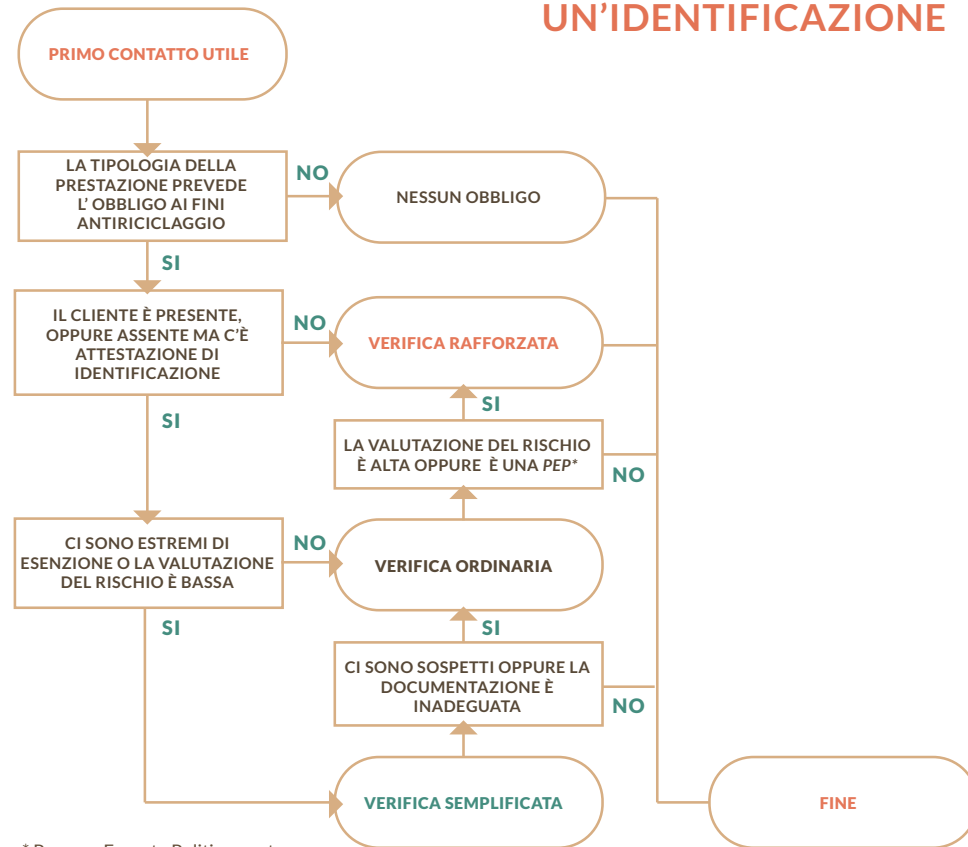 UN'IDENTIFICAZIONE
PRIMO CONTATTO UTILE
LA TIPOLOGIA DELLA
PRESTAZIONE PREVEDE
L' OBBLIGO AI FINI
ANTIRICICLAGGIO
NO
NESSUN OBBLIGO
SI
IL CLIENTE È PRESENTE,
OPPURE ASSENTE MA C'È
ATTESTAZIONE DI
IDENTIFICAZIONE
NO
VERIFICA RAFFORZATA
SI
SI
LA VALUTAZIONE DEL RISCHIO
È ALTA OPPURE È UNA PEP*
NO
CI SONO ESTREMI DI
ESENZIONE O LA VALUTAZIONE
DEL RISCHIO È BASSA
NO
VERIFICA ORDINARIA
SI
SI
CI SONO SOSPETTI OPPURE LA
DOCUMENTAZIONE È
INADEGUATA
NO
VERIFICA SEMPLIFICATA
FINE